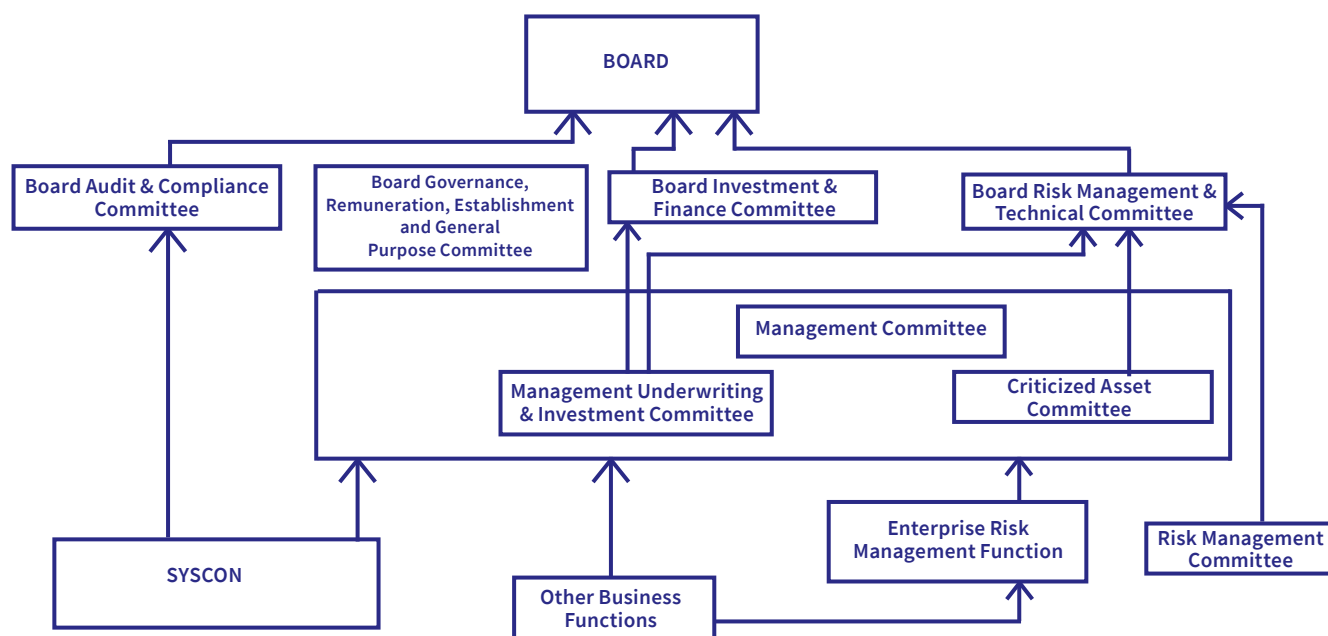 BOARD
Board Audit & Compliance
Committee
Board Governance,
Remuneration, Establishment
and General
Purpose Committee
Board Investment &
Finance Committee
Board Risk Management &
Technical Committee
Management Committee
Management Underwriting
& Investment Committee
Criticized Asset
Committee
SYSCON
Other Business
Functions
Enterprise Risk
Management Function
Risk Management
Committee